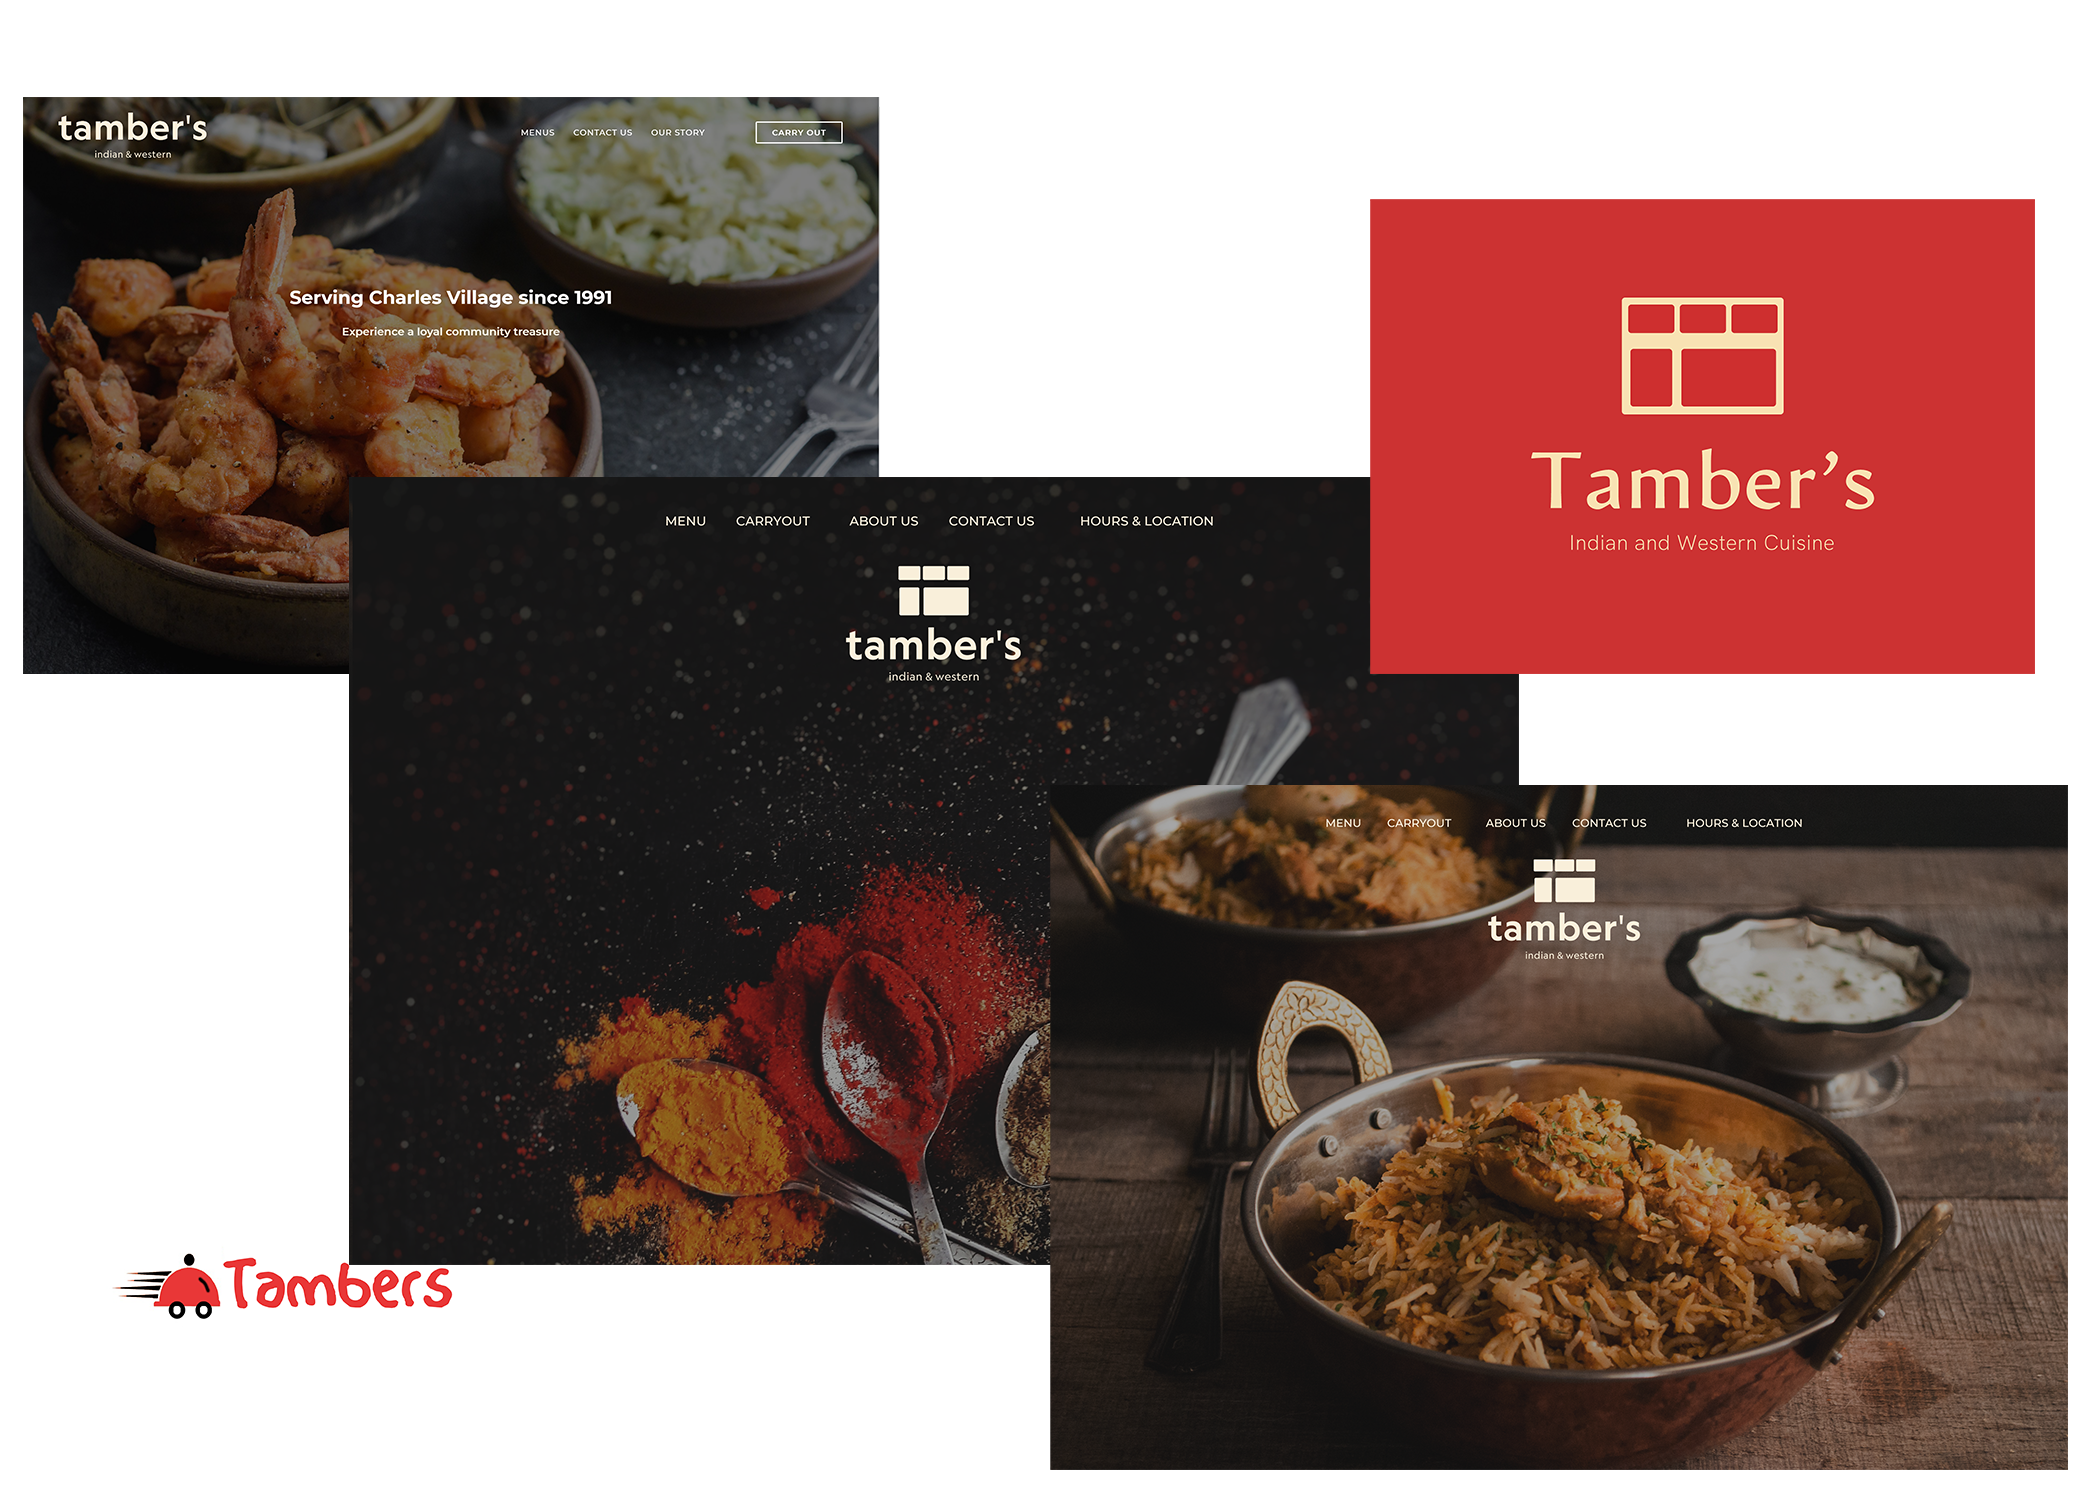 tamber's
indian & western
MENUS CONTACT US OUR STORY CARRY OUT
Serving Charles Village since 1991
Experience a loyal community treasure
Tamber’s
Indian and Western Cuisine
MENU CARRYOUT ABOUT US CONTACT US HOURS & LOCATION
tamber's
indian & western
MENU CARRYOUT ABOUT US CONTACT US HOURS & LOCATION
tamber's
indian & western
Tambers